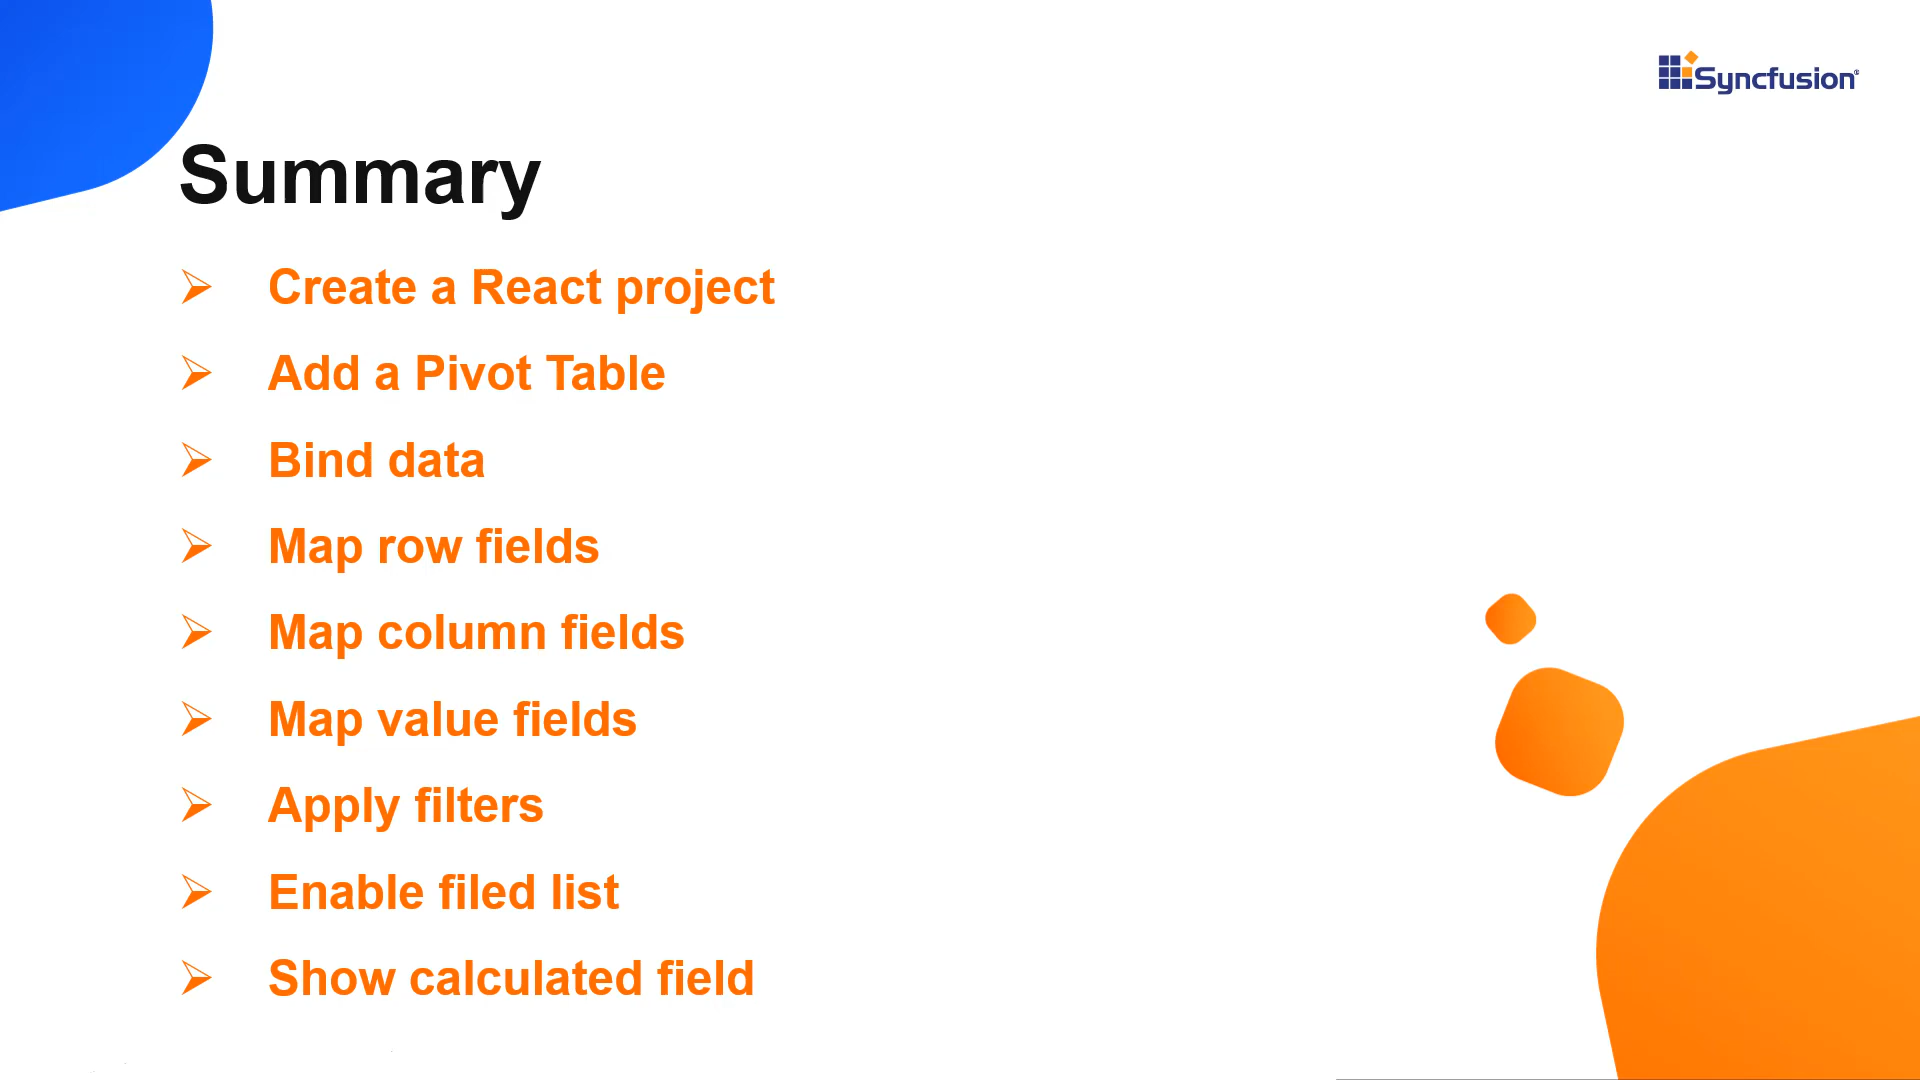 Syncfusion®
Summary
➢ Create a React project
➢ Add a Pivot Table
➢ Bind data
➢ Map row fields
➢ Map column fields
➢ Map value fields
➢ Apply filters
➢ Enable filed list
➢ Show calculated field